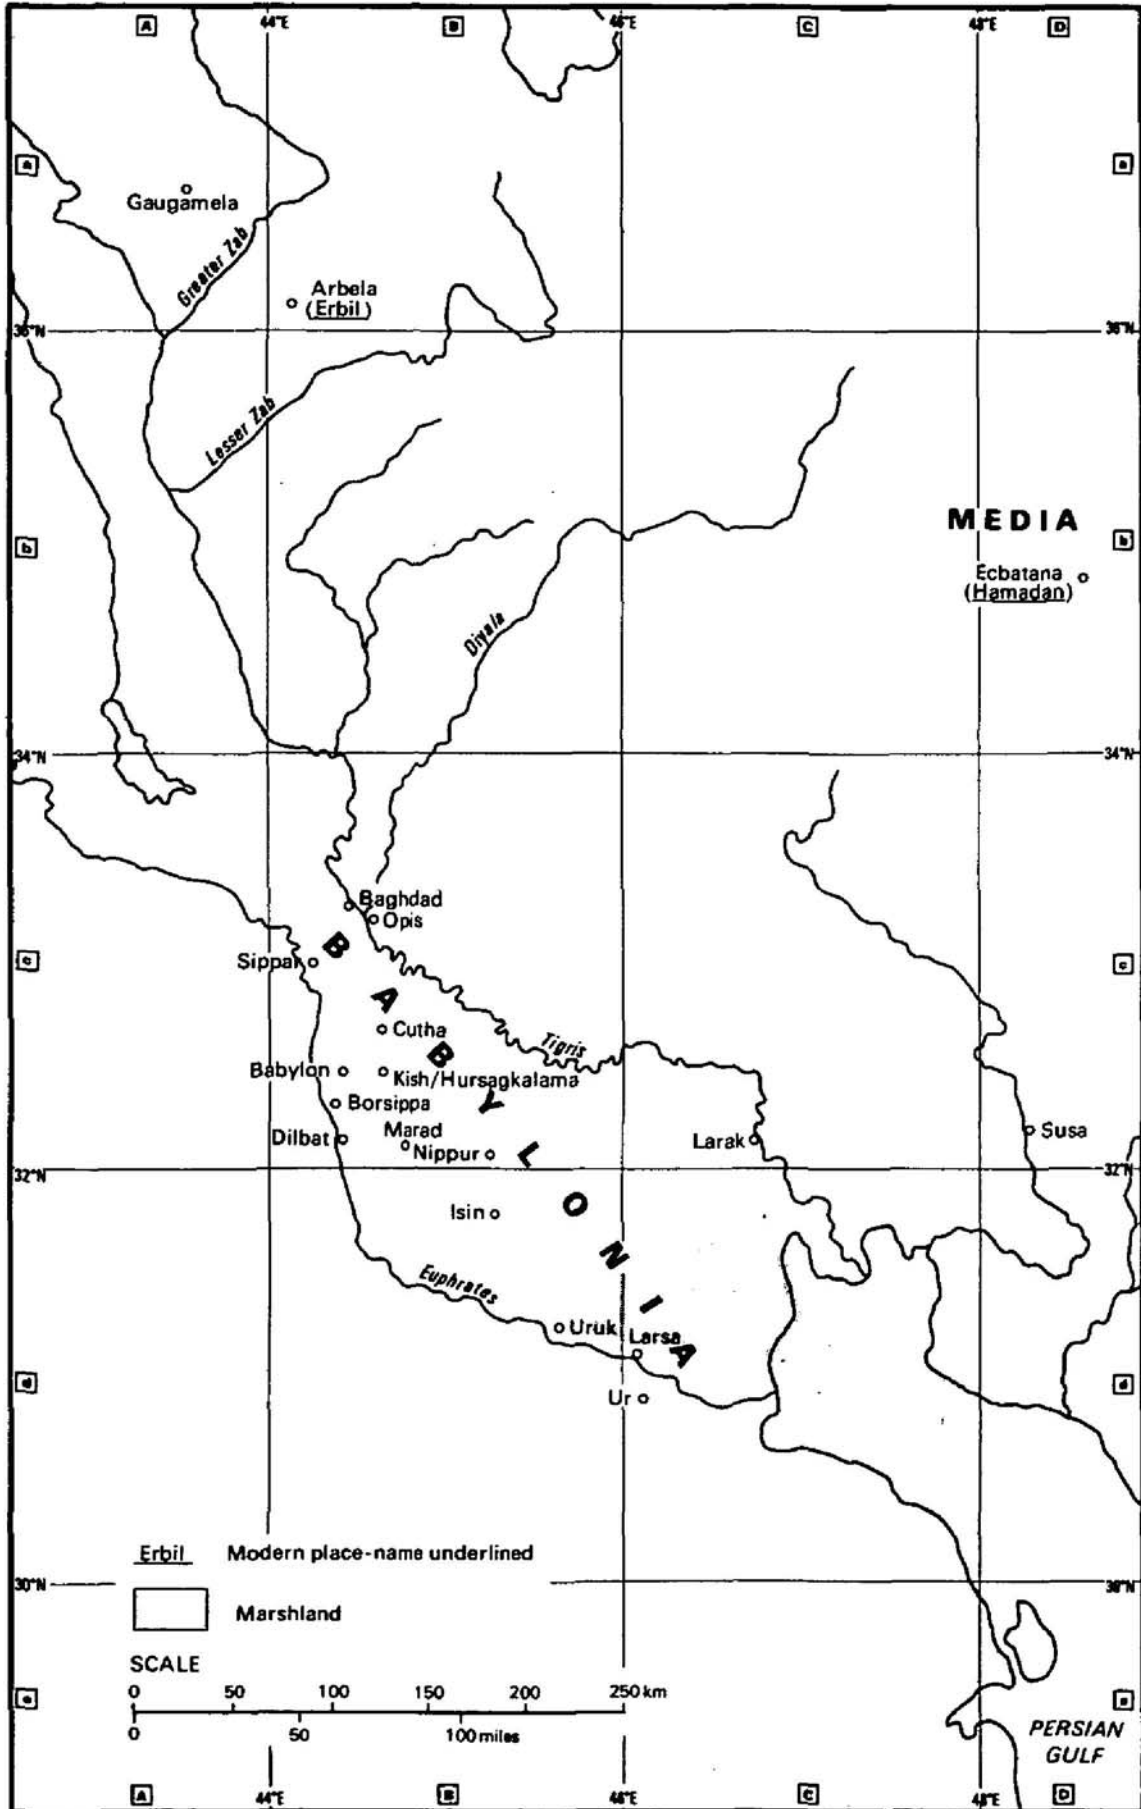 A 44°E B 46°E C 48°E D
a a
Gaugamela
Greater Zab
Arbela
(Erbil)
36°N 36°N
Lesser Zab
MEDIA
b b
Ecbatana
(Hamadan)
Diyala
34°N 34°N
Baghdad
Opis
BABYLONIA
c Sippar c
Cutha
Tigris
Babylon Kish/Hursagkalama
Borsippa
Dilbat Marad Larak Susa
Nippur
32°N 32°N
Isin
Euphrates
Uruk Larsa
d d
Ur
Erbil Modern place-name underlined
30°N 30°N
Marshland
SCALE
0 50 100 150 200 250 km
e e
0 50 100 miles
PERSIAN
GULF
A 44°E B 46°E C 48°E D